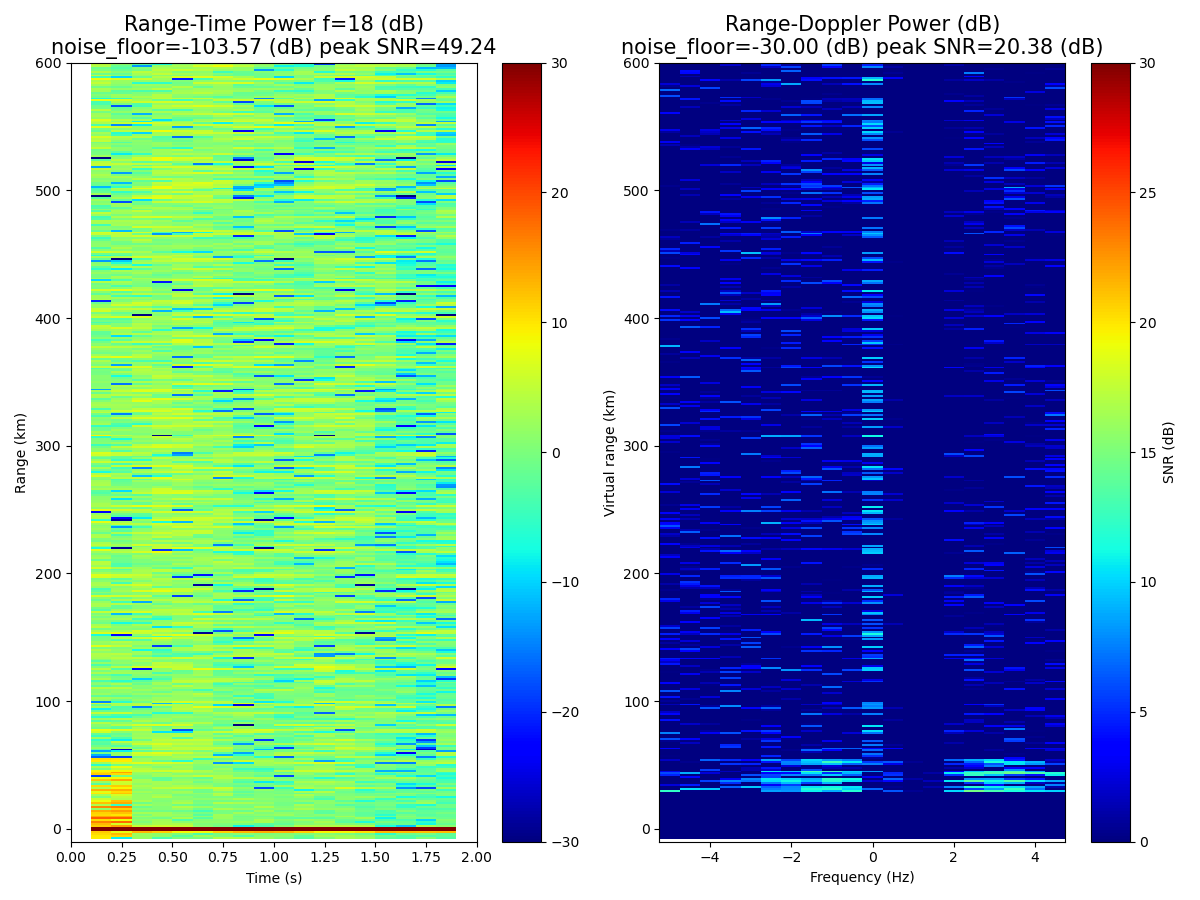 Range-Time Power f=18 (dB)
noise_floor=-103.57 (dB) peak SNR=49.24
Range (km)
600
500
400
300
200
100
0
0.00 0.25 0.50 0.75 1.00 1.25 1.50 1.75 2.00
Time (s)
30
20
10
0
−10
−20
−30
Range-Doppler Power (dB)
noise_floor=-30.00 (dB) peak SNR=20.38 (dB)
Virtual range (km)
600
500
400
300
200
100
0
−4 −2 0 2 4
Frequency (Hz)
30
25
20
15
10
5
0
SNR (dB)